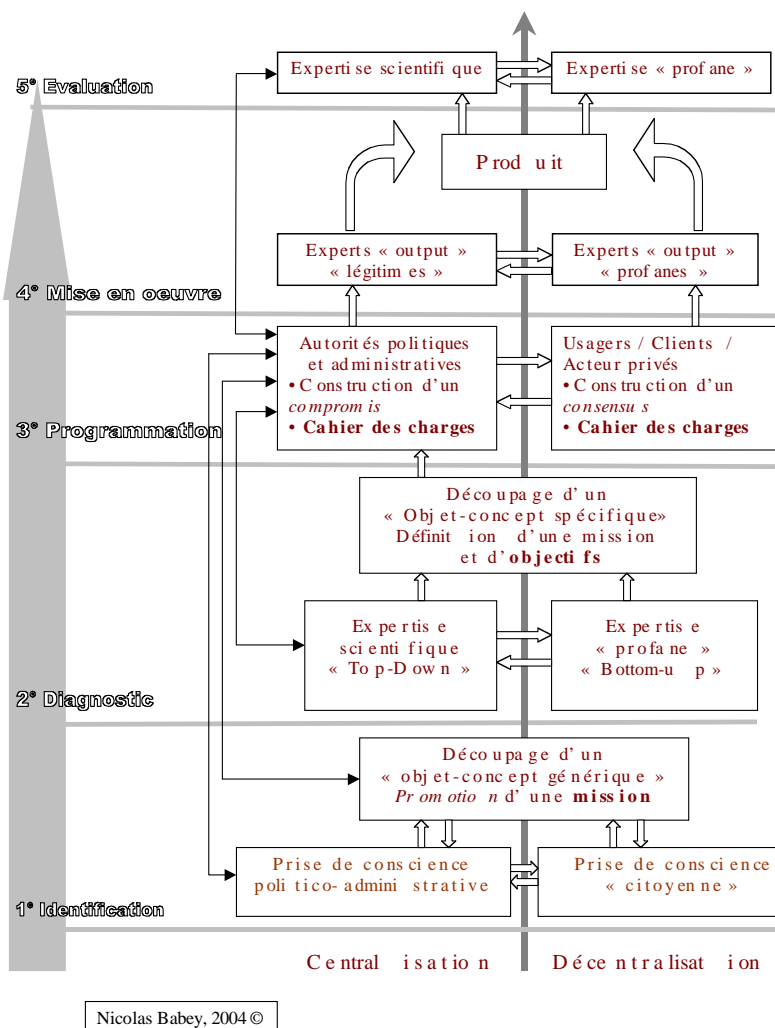 Expertise scientifique
Expertise « profane »
5° Evaluation
Produit
Experts « output »
« légitimes »
Experts « output »
« profanes »
4° Mise en oeuvre
Autorités politiques
et administratives
• Construction d'un
compromis
• Cahier des charges
Usagers / Clients /
Acteur privés
• Construction d'un
consensus
• Cahier des charges
3° Programmation
Découpage d'un
« Objet-concept spécifique»
Définition d'une mission
et d'objectifs
Expertise
scientifique
« Top-Down »
Expertise
« profane »
« Bottom-up »
2° Diagnostic
Découpage d'un
« objet-concept générique »
Promotion d'une mission
Prise de conscience
politico-administrative
Prise de conscience
« citoyenne »
1° Identification
Centralisation
Décentralisation
Nicolas Babey, 2004 ©